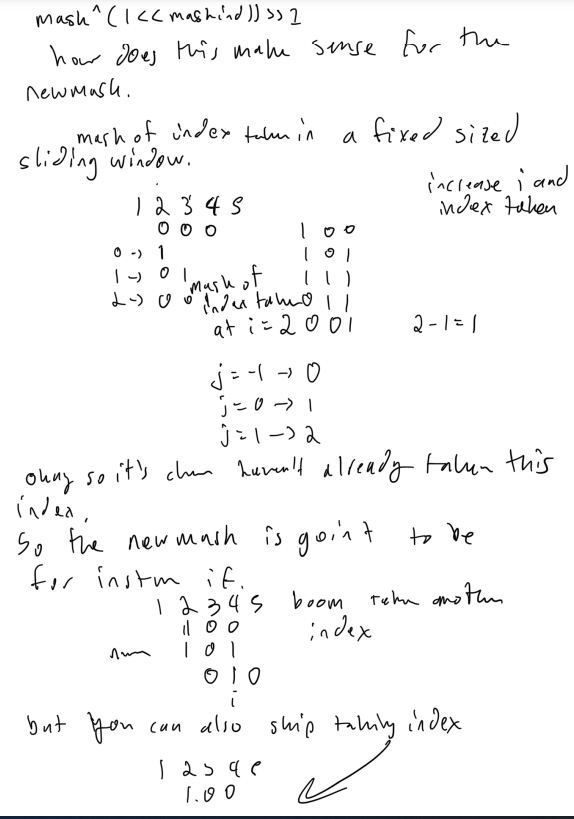 mask^(1<<maskind))>>1
how does this make sense for the
newmask.
mask of index taken in a fixed sized
sliding window.
increase i and
index taken
1 2 3 4 5
0 0 0
1 0 0
0 -> 1
1 0 1
1 -> 0 1
mask of
1 1 1
2 -> 0 0
index taken
0 1 1
at i = 2
0 0 1
2-1=1
j = -1 -> 0
j = 0 -> 1
j = 1 -> 2
okay so it's when haven't already taken this
index.
So the new mask is goint to be
for if.
1 2 3 4 5 boom taken another
1 0 0
index
1 0 1
0 1 0
i
but you can also skip taking index
1 2 3 4
1.00